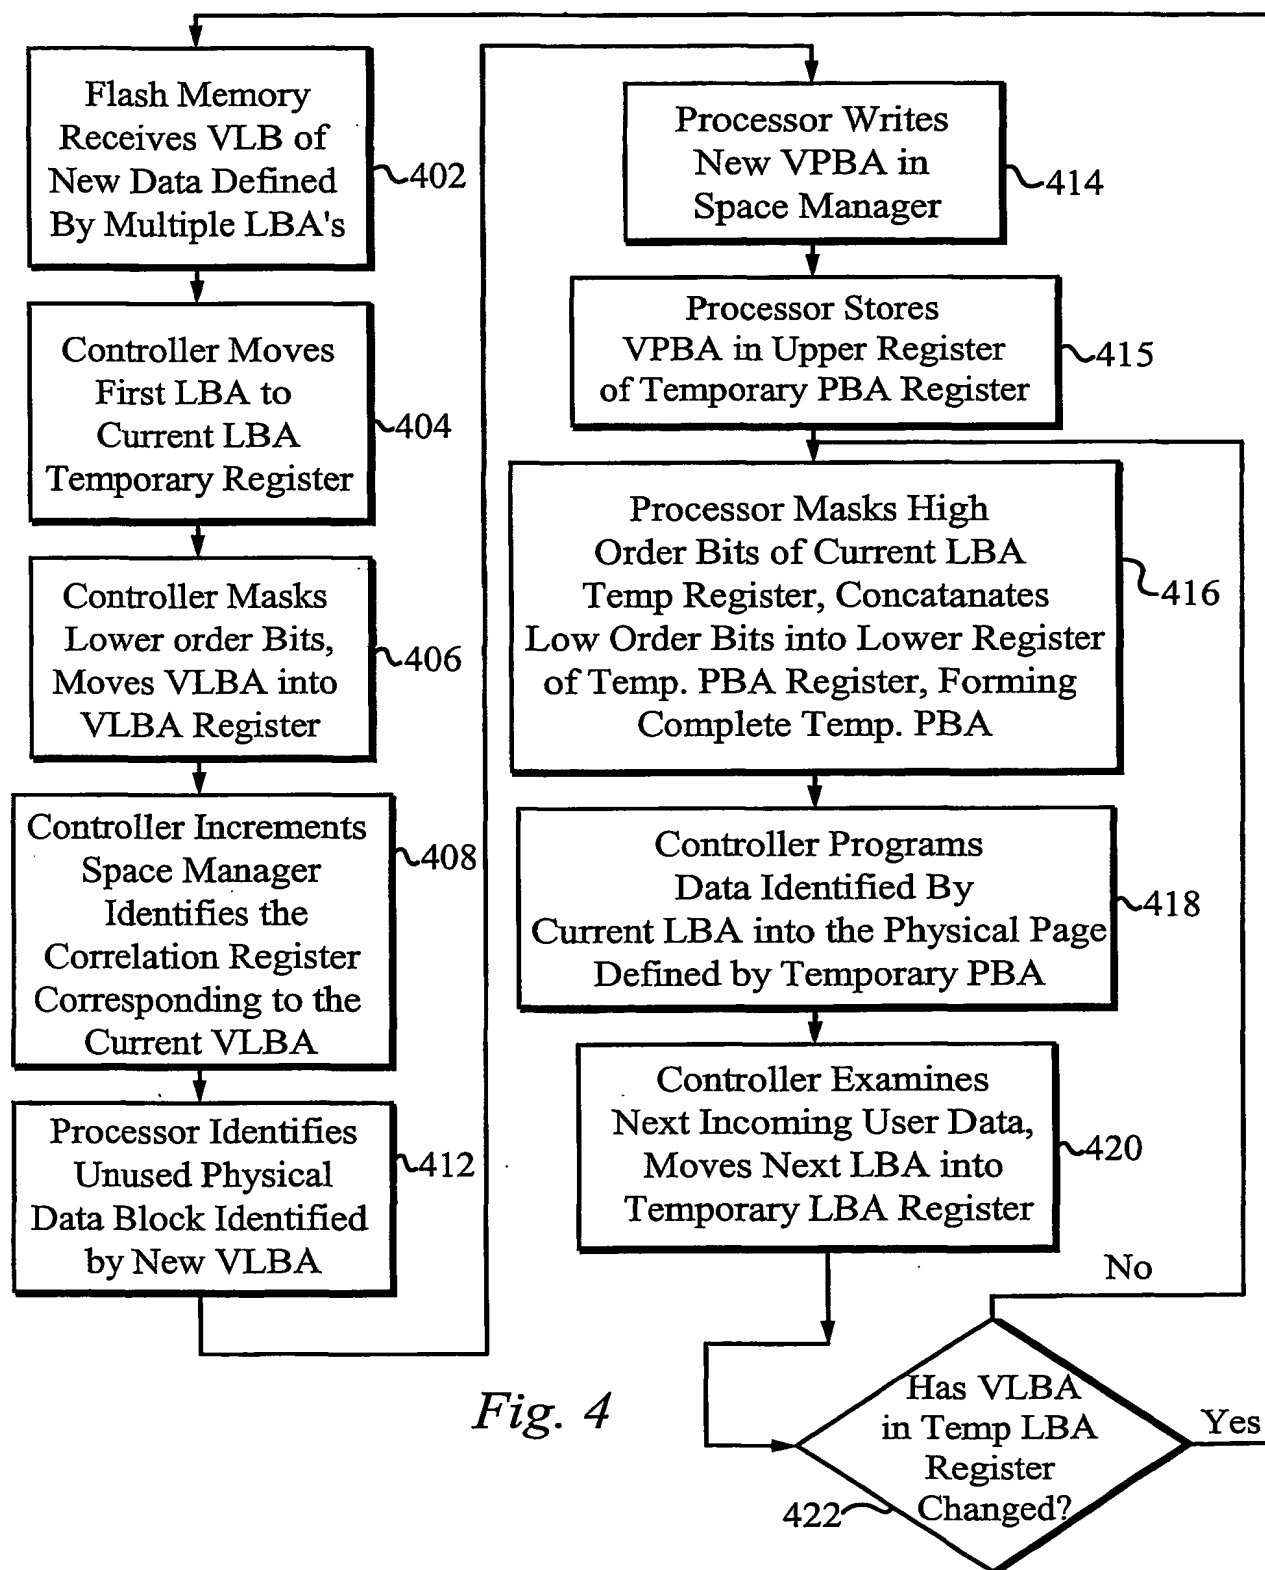 Flash Memory
Receives VLB of
New Data Defined
By Multiple LBA's
402
Controller Moves
First LBA to
Current LBA
Temporary Register
404
Controller Masks
Lower order Bits,
Moves VLBA into
VLBA Register
406
Controller Increments
Space Manager
Identifies the
Correlation Register
Corresponding to the
Current VLBA
408
Processor Identifies
Unused Physical
Data Block Identified
by New VLBA
412
Processor Writes
New VPBA in
Space Manager
414
Processor Stores
VPBA in Upper Register
of Temporary PBA Register
415
Processor Masks High
Order Bits of Current LBA
Temp Register, Concatanates
Low Order Bits into Lower Register
of Temp. PBA Register, Forming
Complete Temp. PBA
416
Controller Programs
Data Identified By
Current LBA into the Physical Page
Defined by Temporary PBA
418
Controller Examines
Next Incoming User Data,
Moves Next LBA into
Temporary LBA Register
420
No
Has VLBA
in Temp LBA
Register
Changed?
Yes
422
Fig. 4